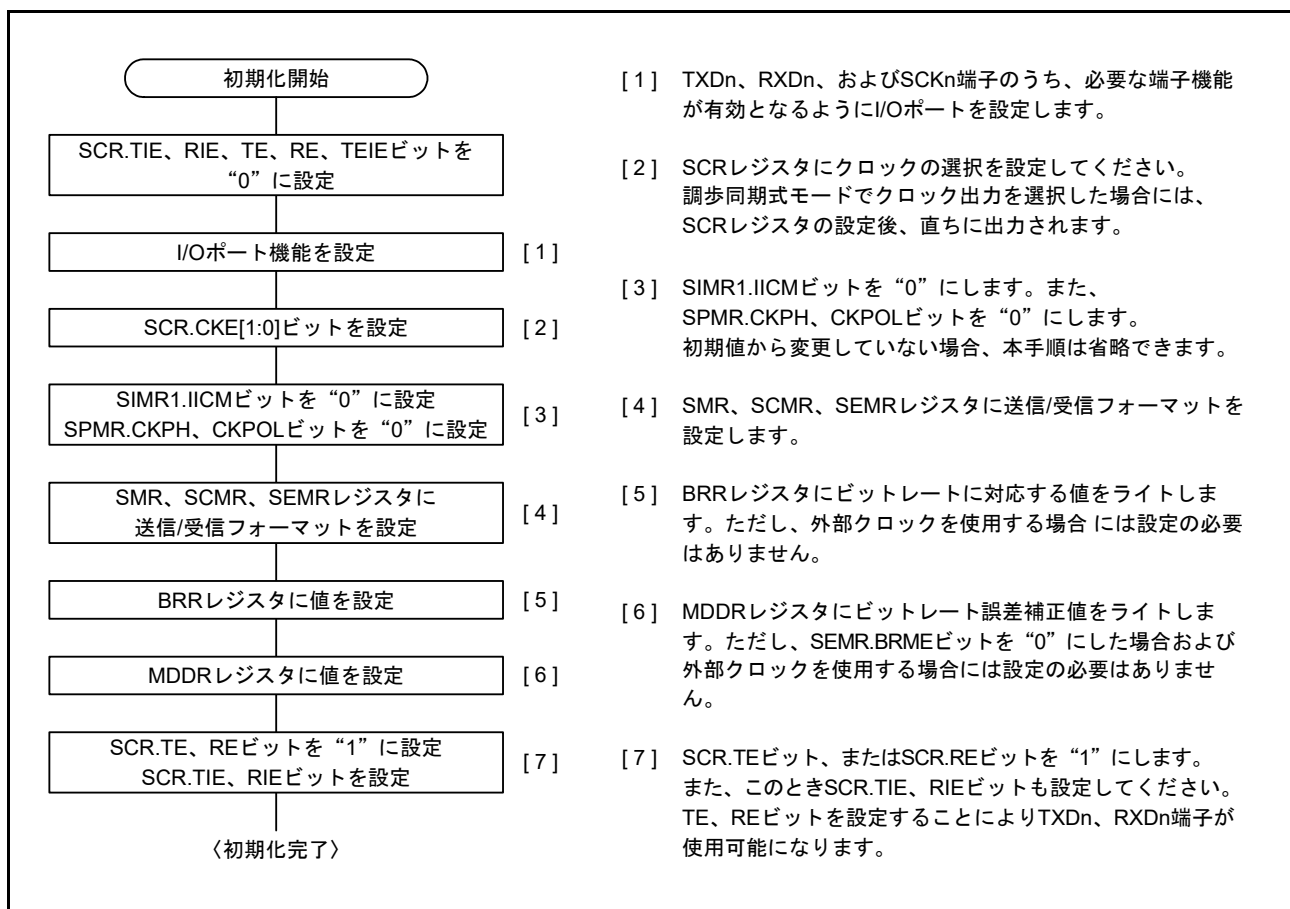 初期化開始
SCR.TIE、RIE、TE、RE、TEIEビットを
“0”に設定
I/Oポート機能を設定
[ 1 ]
SCR.CKE[1:0]ビットを設定
[ 2 ]
SIMR1.IICMビットを“0”に設定
SPMR.CKPH、CKPOLビットを“0”に設定
[ 3 ]
SMR、SCMR、SEMRレジスタに
送信/受信フォーマットを設定
[ 4 ]
BRRレジスタに値を設定
[ 5 ]
MDDRレジスタに値を設定
[ 6 ]
SCR.TE、REビットを“1”に設定
SCR.TIE、RIEビットを設定
[ 7 ]
〈初期化完了〉
[ 1 ] TXDn、RXDn、およびSCKn端子のうち、必要な端子機能
が有効となるようにI/Oポートを設定します。
[ 2 ] SCRレジスタにクロックの選択を設定してください。
調歩同期式モードでクロック出力を選択した場合には、
SCRレジスタの設定後、直ちに出力されます。
[ 3 ] SIMR1.IICMビットを“0”にします。また、
SPMR.CKPH、CKPOLビットを“0”にします。
初期値から変更していない場合、本手順は省略できます。
[ 4 ] SMR、SCMR、SEMRレジスタに送信/受信フォーマットを
設定します。
[ 5 ] BRRレジスタにビットレートに対応する値をライトしま
す。ただし、外部クロックを使用する場合 には設定の必要
はありません。
[ 6 ] MDDRレジスタにビットレート誤差補正値をライトしま
す。ただし、SEMR.BRMEビットを“0”にした場合および
外部クロックを使用する場合には設定の必要はありませ
ん。
[ 7 ] SCR.TEビット、またはSCR.REビットを“1”にします。
また、このときSCR.TIE、RIEビットも設定してください。
TE、REビットを設定することによりTXDn、RXDn端子が
使用可能になります。